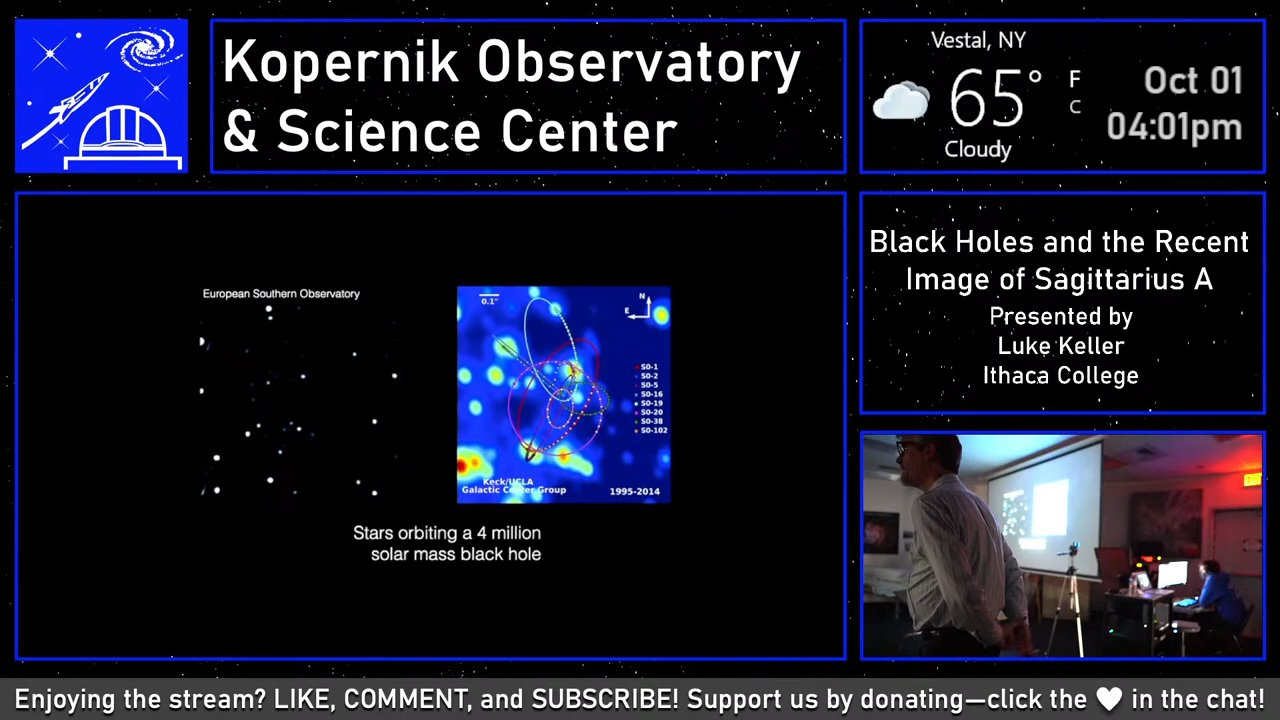 Kopernik Observatory
& Science Center
Vestal, NY
65° F
C
Cloudy
Oct 01
04:01pm
European Southern Observatory
0.1"
N
E
S0-1
S0-2
S0-5
S0-16
S0-19
S0-20
S0-38
S0-102
Keck/UCLA
Galactic Center Group
1995-2014
Stars orbiting a 4 million
solar mass black hole
Black Holes and the Recent
Image of Sagittarius A
Presented by
Luke Keller
Ithaca College
Enjoying the stream? LIKE, COMMENT, and SUBSCRIBE! Support us by donating—click the ♥ in the chat!